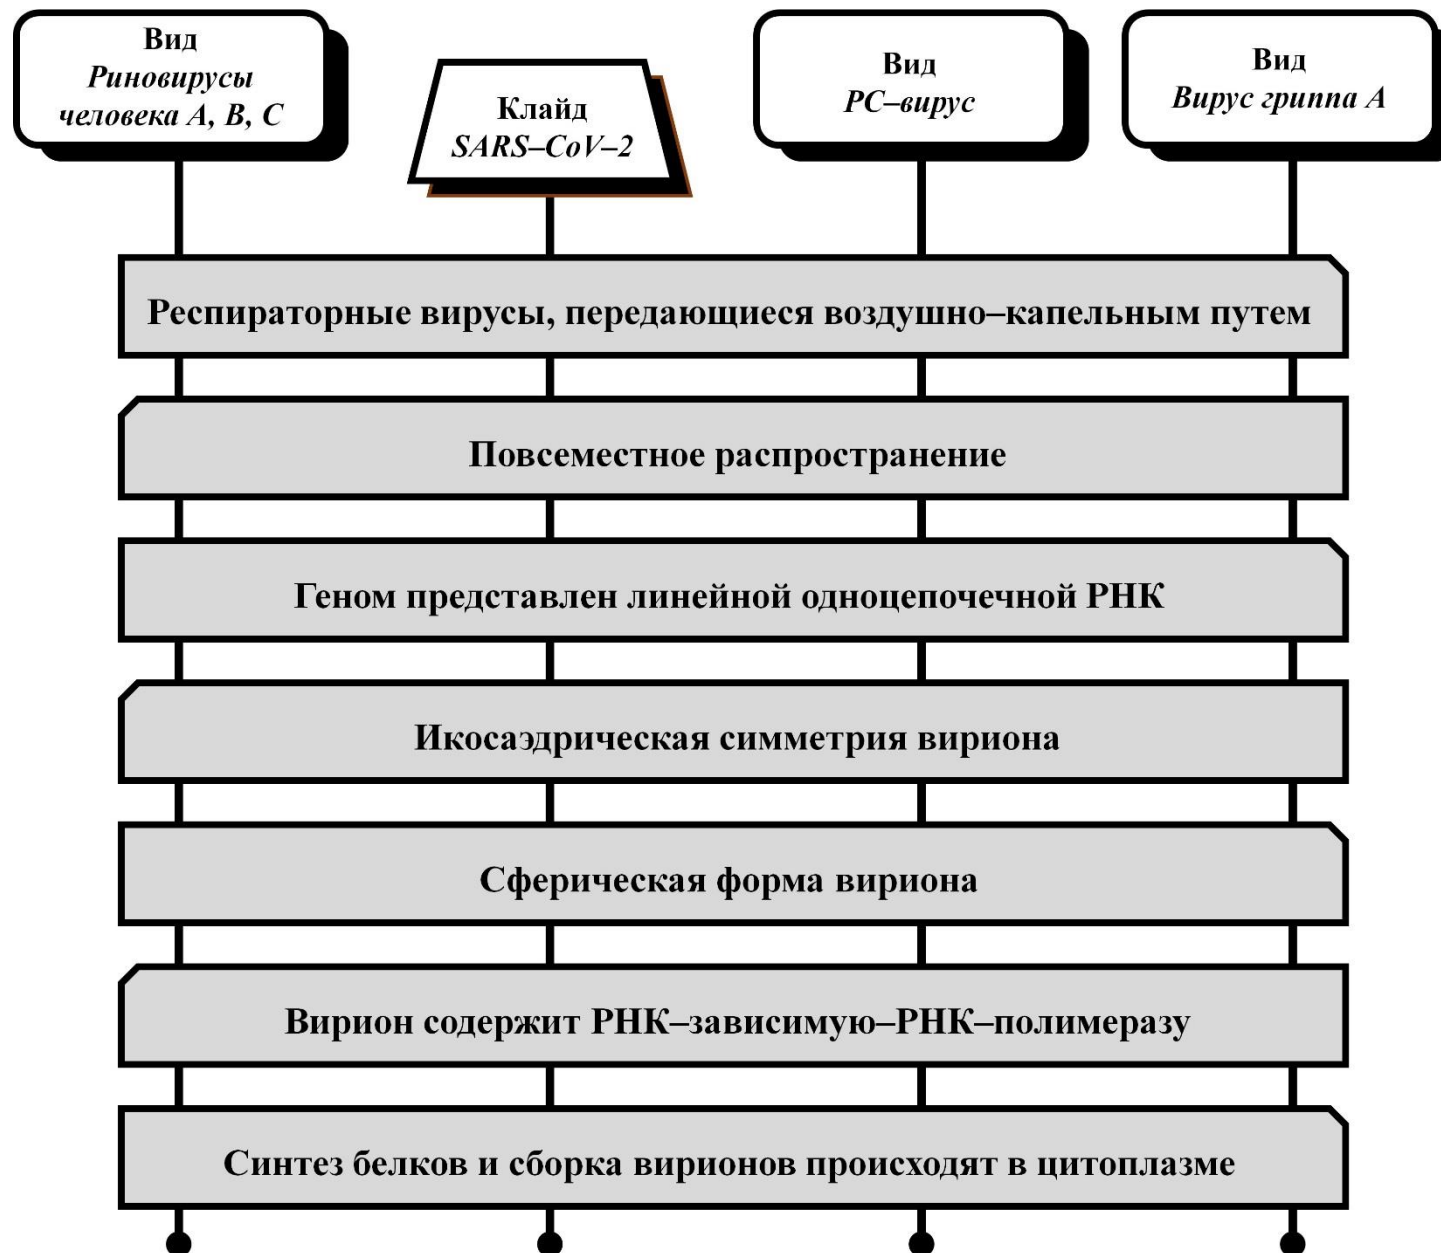 Вид
Риновирусы
человека А, В, С
Клайд
SARS–CoV–2
Вид
РС–вирус
Вид
Вирус гриппа А
Респираторные вирусы, передающиеся воздушно–капельным путем
Повсеместное распространение
Геном представлен линейной одноцепочечной РНК
Икосаэдрическая симметрия вириона
Сферическая форма вириона
Вирион содержит РНК–зависимую–РНК–полимеразу
Синтез белков и сборка вирионов происходят в цитоплазме